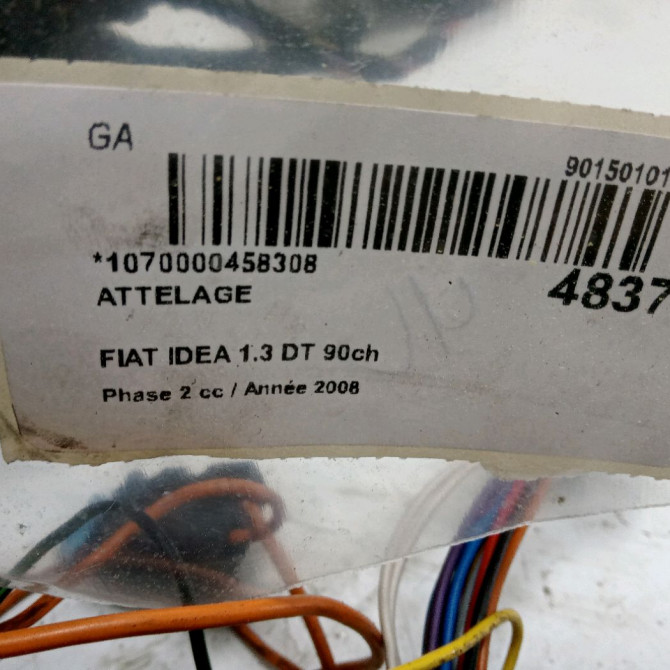 GA
90150101
*1070000458308
4837
ATTELAGE
FIAT IDEA 1.3 DT 90ch
Phase 2 cc / Année 2008